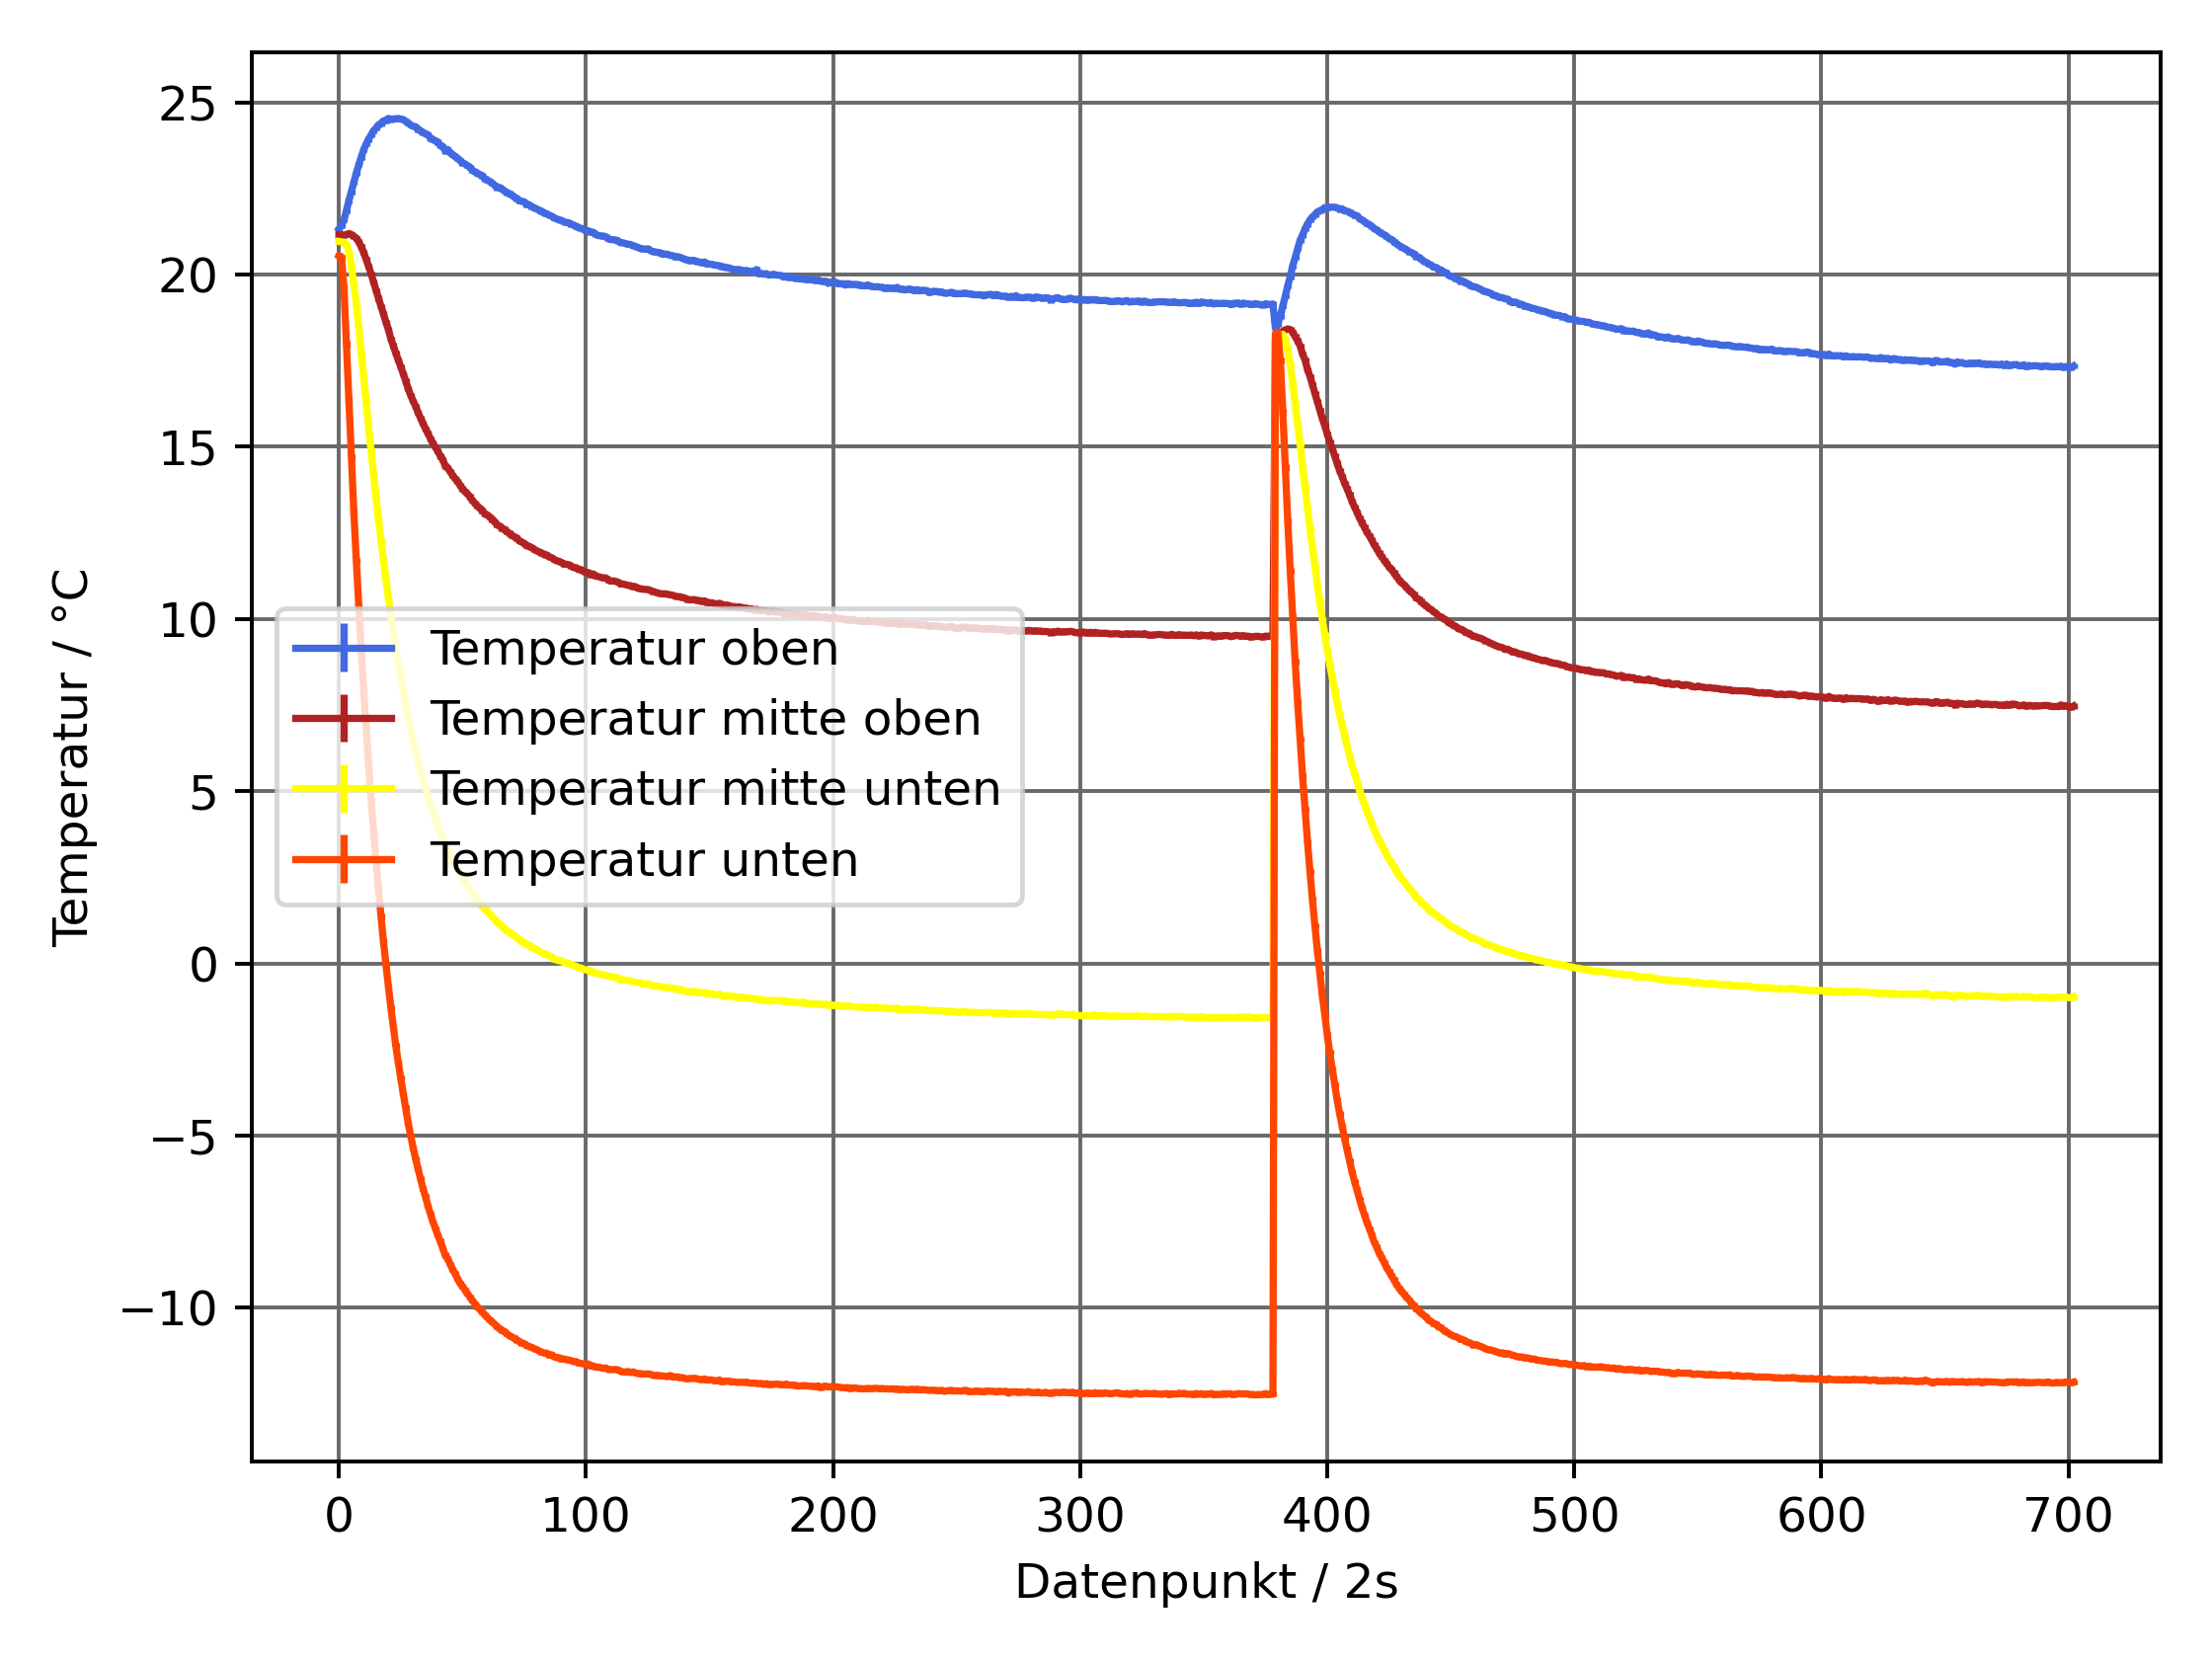 25
20
15
10
5
0
−5
−10
Temperatur / °C
Temperatur oben
Temperatur mitte oben
Temperatur mitte unten
Temperatur unten
0 100 200 300 400 500 600 700
Datenpunkt / 2s